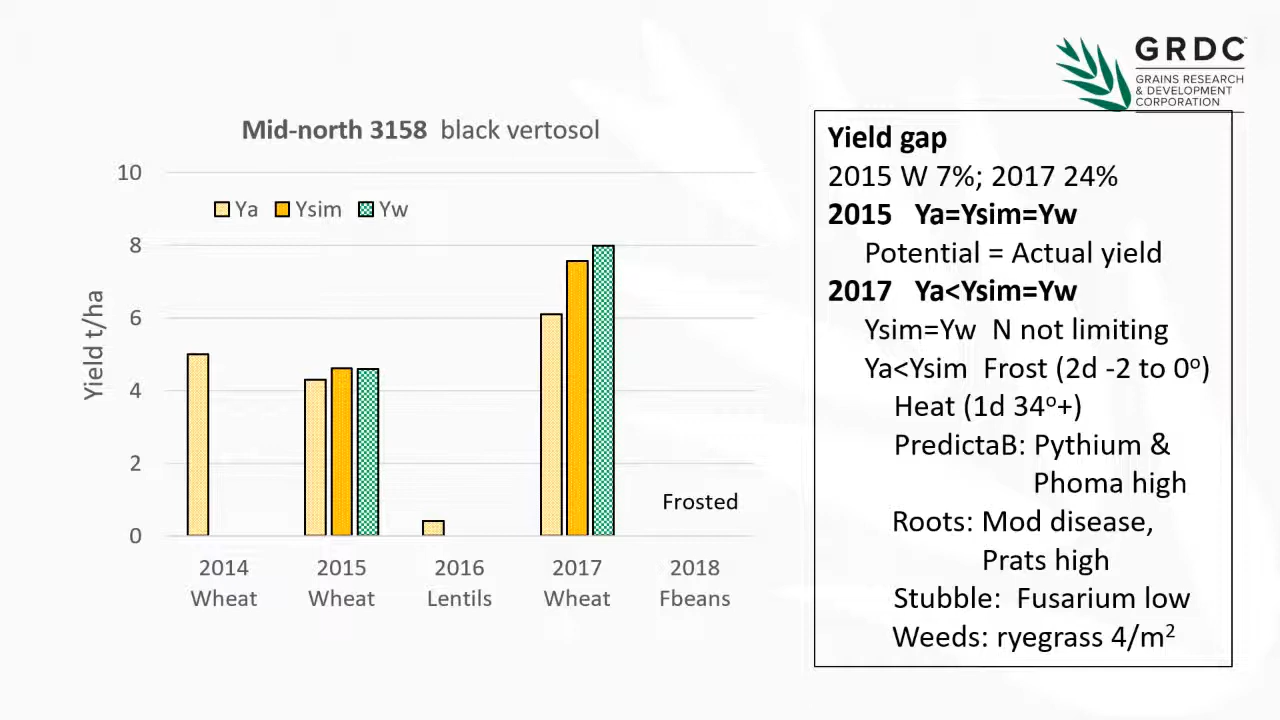 GRDC
GRAINS RESEARCH
& DEVELOPMENT
CORPORATION
Mid-north 3158 black vertosol
Ya Ysim Yw
Yield t/ha
10
8
6
4
2
0
Frosted
2014 2015 2016 2017 2018
Wheat Wheat Lentils Wheat Fbeans
Yield gap
2015 W 7%; 2017 24%
2015 Ya=Ysim=Yw
Potential = Actual yield
2017 Ya<Ysim=Yw
Ysim=Yw N not limiting
Ya<Ysim Frost (2d -2 to 0º)
Heat (1d 34º+)
PredictaB: Pythium &
Phoma high
Roots: Mod disease,
Prats high
Stubble: Fusarium low
Weeds: ryegrass 4/m²